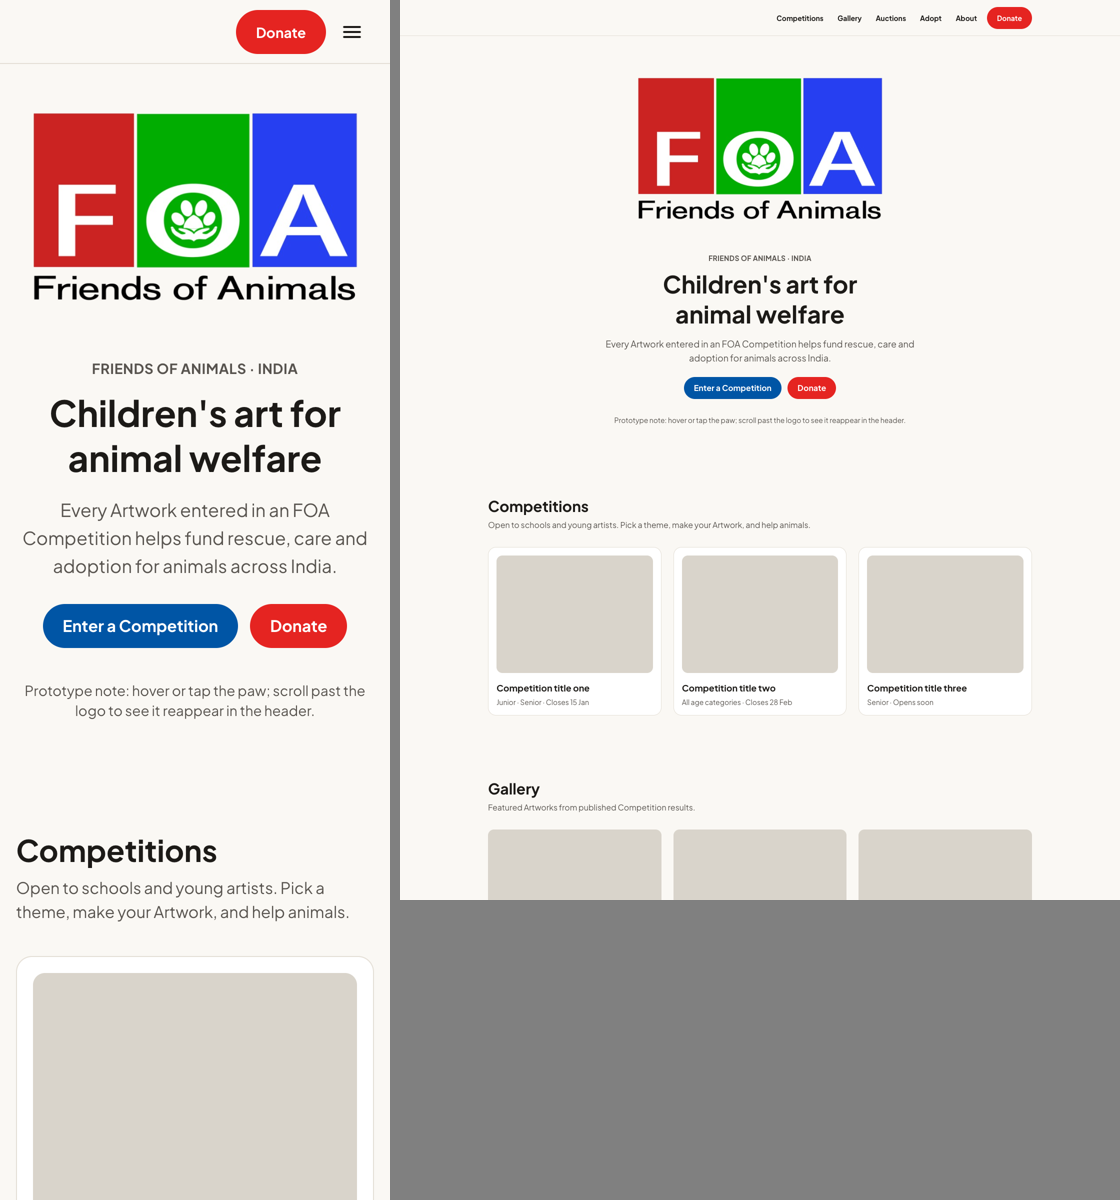 Donate
FOA
Friends of Animals
FRIENDS OF ANIMALS · INDIA
Children's art for
animal welfare
Every Artwork entered in an FOA
Competition helps fund rescue, care and
adoption for animals across India.
Enter a Competition
Donate
Prototype note: hover or tap the paw; scroll past the
logo to see it reappear in the header.
Competitions
Open to schools and young artists. Pick a
theme, make your Artwork, and help animals.
Competitions Gallery Auctions Adopt About Donate
FOA
Friends of Animals
FRIENDS OF ANIMALS · INDIA
Children's art for
animal welfare
Every Artwork entered in an FOA Competition helps fund rescue, care and
adoption for animals across India.
Enter a Competition Donate
Prototype note: hover or tap the paw; scroll past the logo to see it reappear in the header.
Competitions
Open to schools and young artists. Pick a theme, make your Artwork, and help animals.
Competition title one
Junior · Senior · Closes 15 Jan
Competition title two
All age categories · Closes 28 Feb
Competition title three
Senior · Opens soon
Gallery
Featured Artworks from published Competition results.